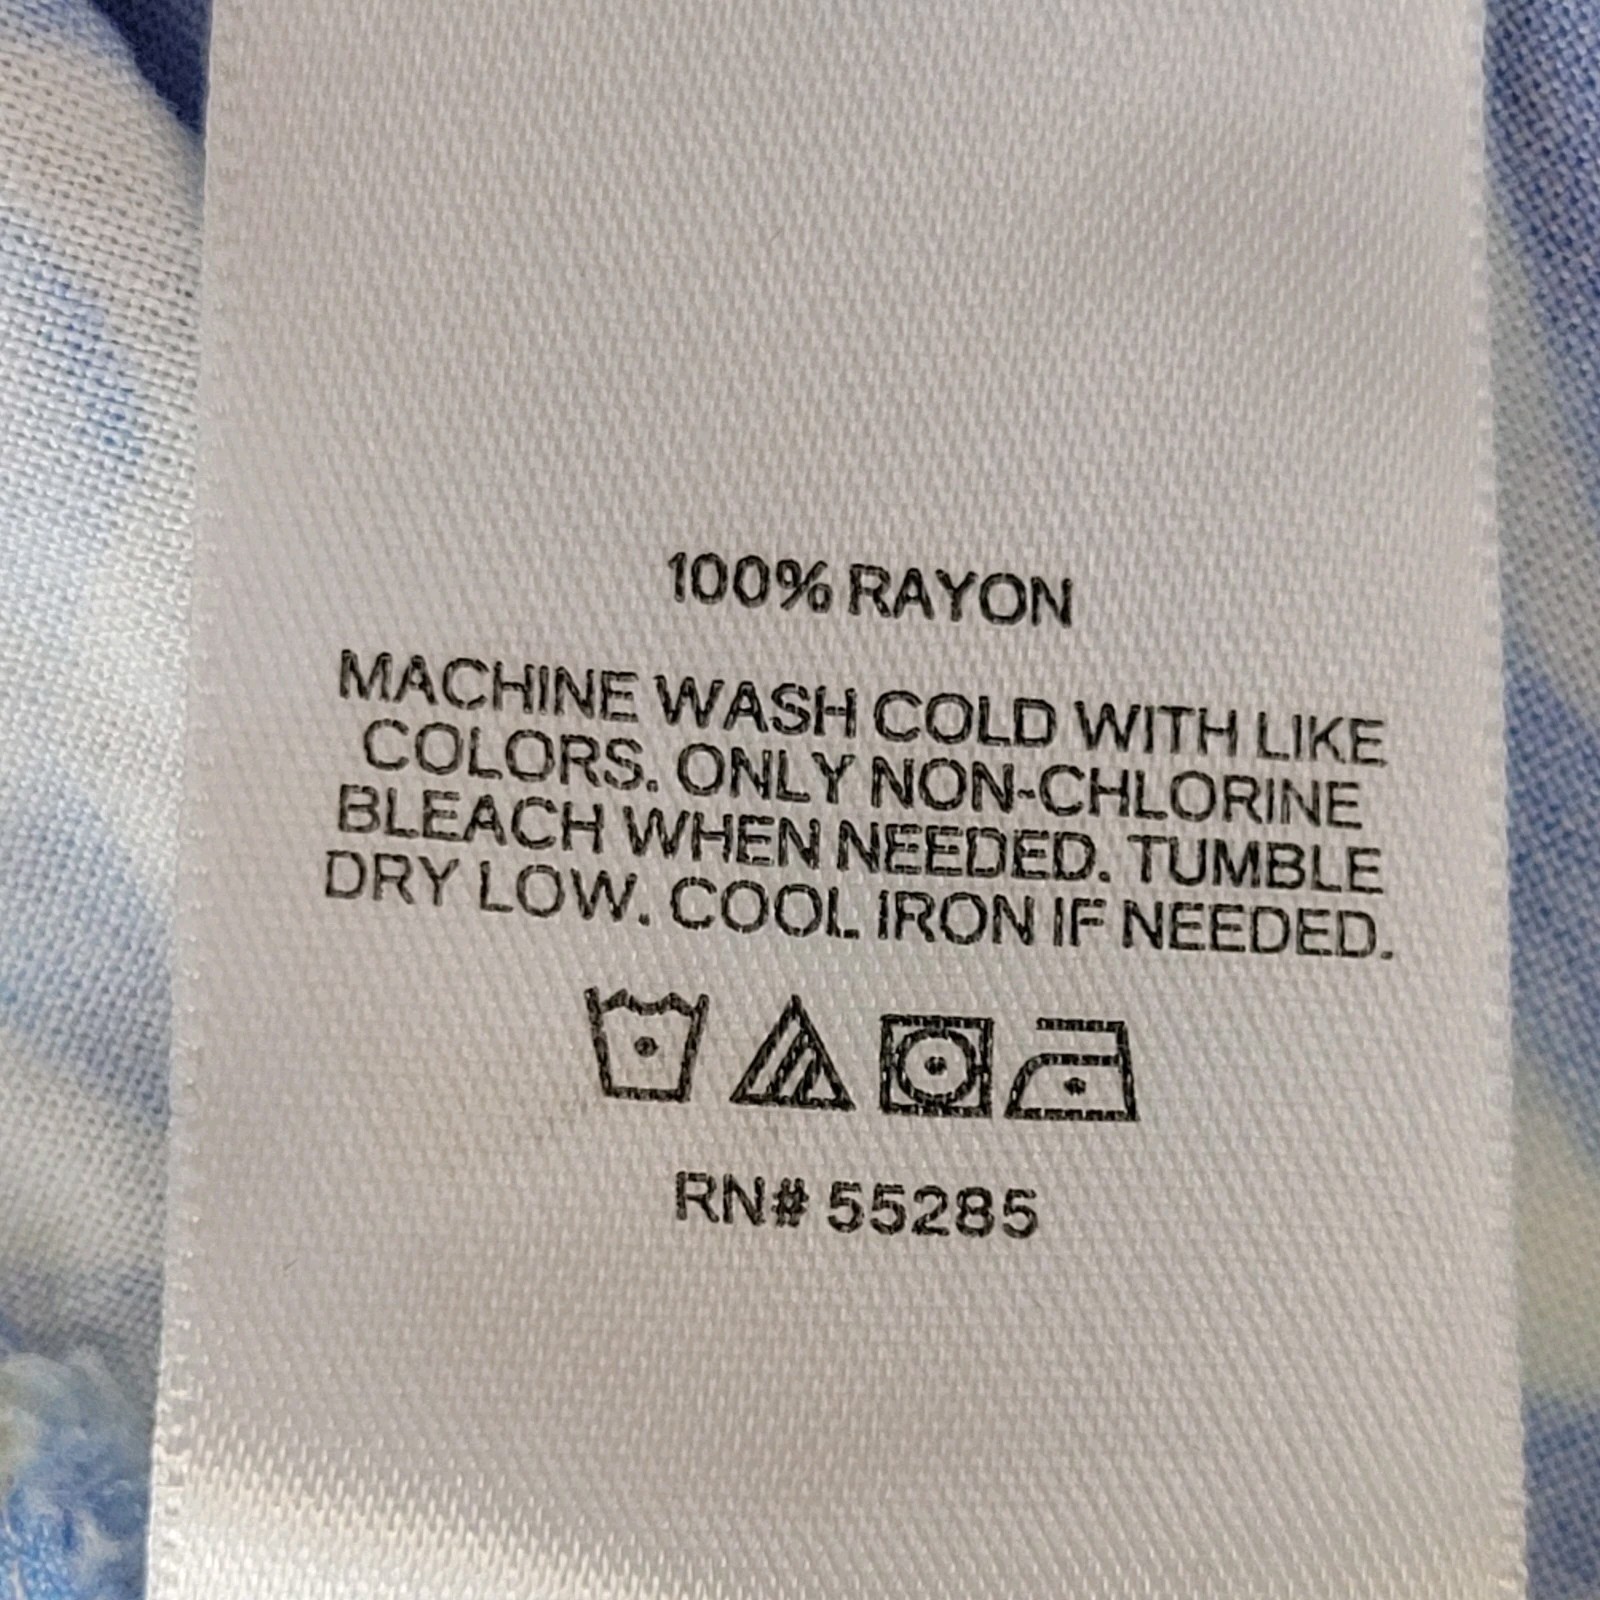 100% RAYON
MACHINE WASH COLD WITH LIKE
COLORS. ONLY NON-CHLORINE
BLEACH WHEN NEEDED. TUMBLE
DRY LOW. COOL IRON IF NEEDED.
RN# 55285